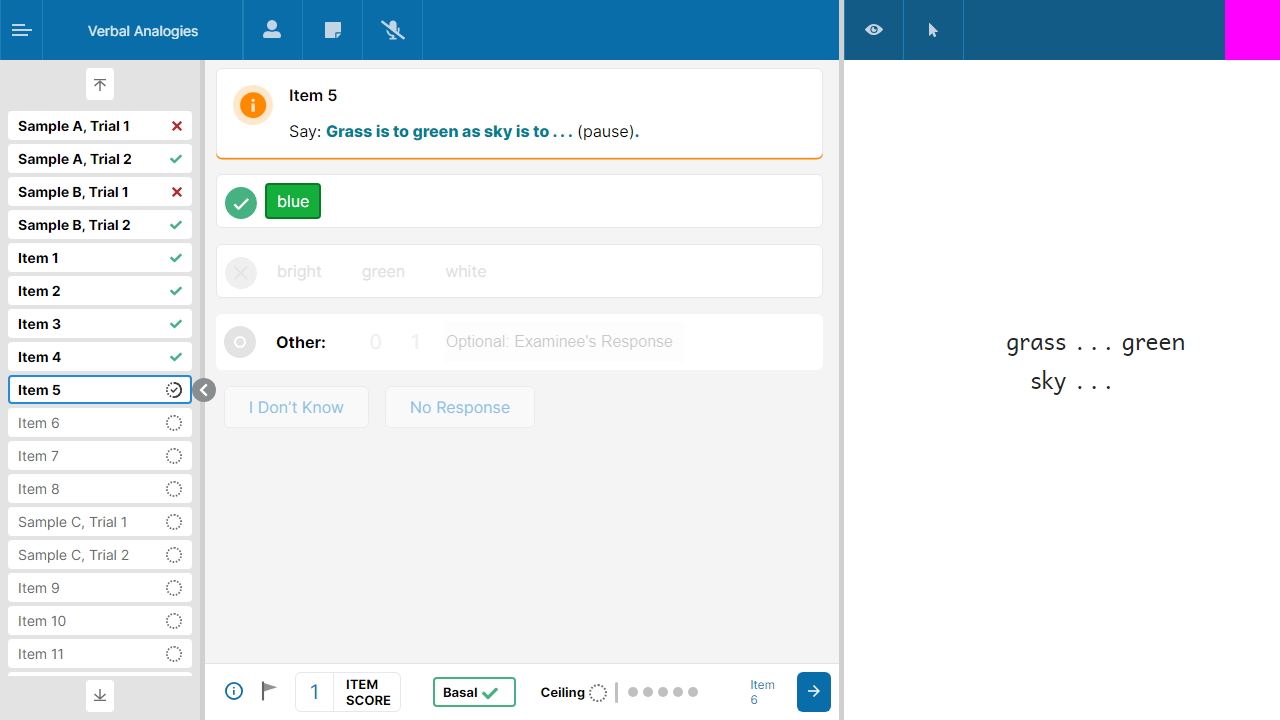 Verbal Analogies
Sample A, Trial 1
Sample A, Trial 2
Sample B, Trial 1
Sample B, Trial 2
Item 1
Item 2
Item 3
Item 4
Item 5
Item 6
Item 7
Item 8
Sample C, Trial 1
Sample C, Trial 2
Item 9
Item 10
Item 11
Item 5
Say: Grass is to green as sky is to . . . (pause).
blue
bright green white
Other: 0 1 Optional: Examinee's Response
I Don't Know No Response
1 ITEM SCORE
Basal
Ceiling
Item 6
grass . . . green
sky . . .